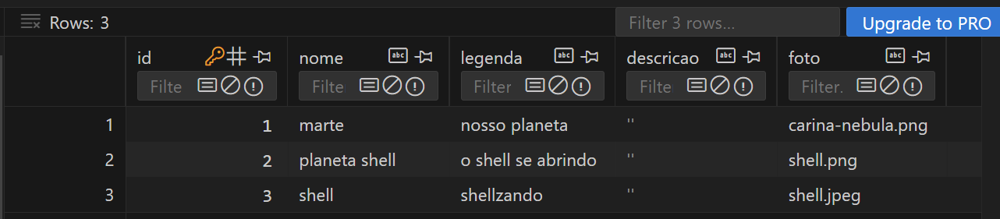 Rows: 3 Filter 3 rows... Upgrade to PRO
id nome legenda descricao foto
Filte Filte Filter Filte Filter.
1 1 marte nosso planeta '' carina-nebula.png
2 2 planeta shell o shell se abrindo shell.png
3 3 shell shellzando '' shell.jpeg